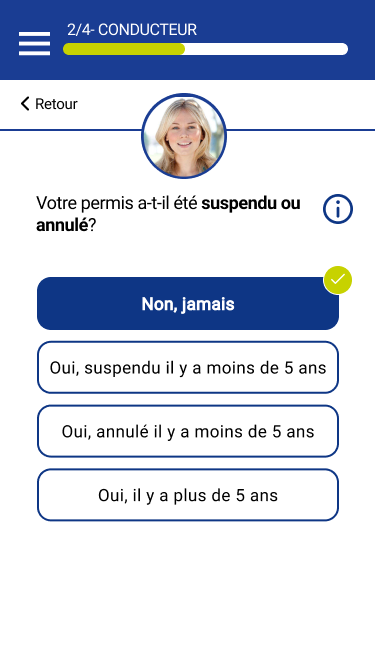 2/4- CONDUCTEUR
Retour
Votre permis a-t-il été suspendu ou
annulé?
Non, jamais
Oui, suspendu il y a moins de 5 ans
Oui, annulé il y a moins de 5 ans
Oui, il y a plus de 5 ans